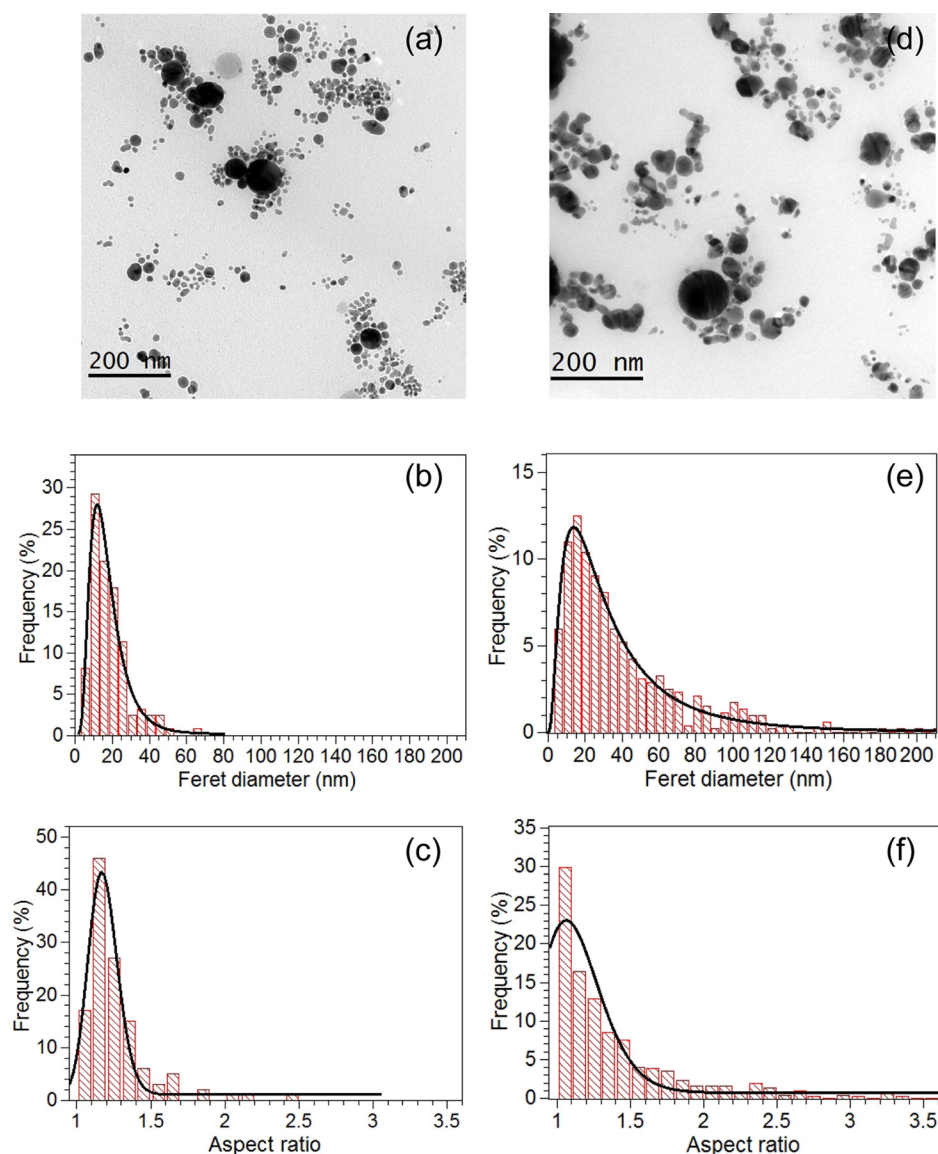 (a)
200 nm
(d)
200 nm
(b)
Frequency (%)
30
25
20
15
10
5
0
0 20 40 60 80 100 120 140 160 180 200
Feret diameter (nm)
(e)
Frequency (%)
15
10
5
0
0 20 40 60 80 100 120 140 160 180 200
Feret diameter (nm)
(c)
Frequency (%)
50
40
30
20
10
0
1 1.5 2 2.5 3 3.5
Aspect ratio
(f)
Frequency (%)
35
30
25
20
15
10
5
0
1 1.5 2 2.5 3 3.5
Aspect ratio